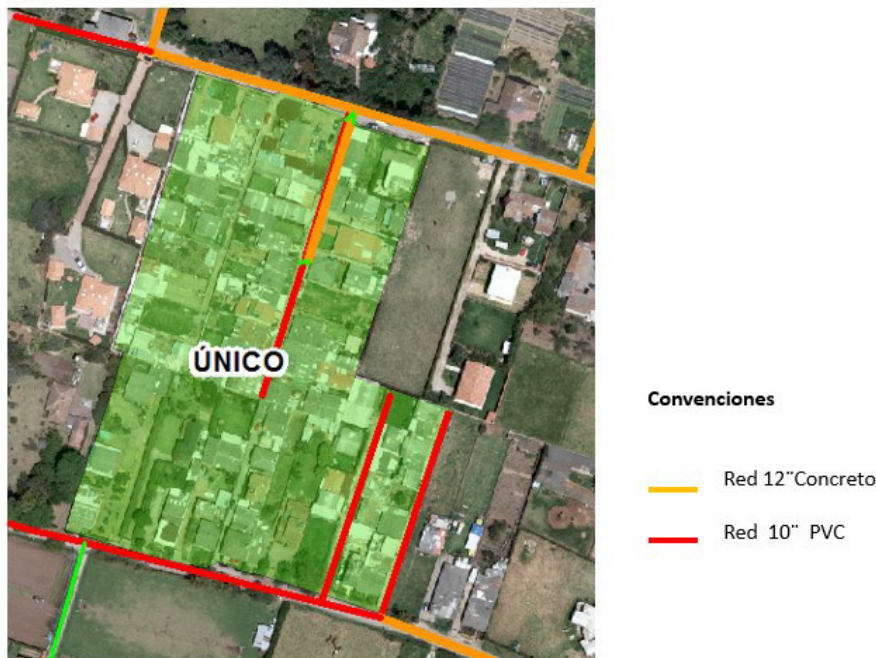 ÚNICO
Convenciones
Red 12¨Concreto
Red 10¨ PVC